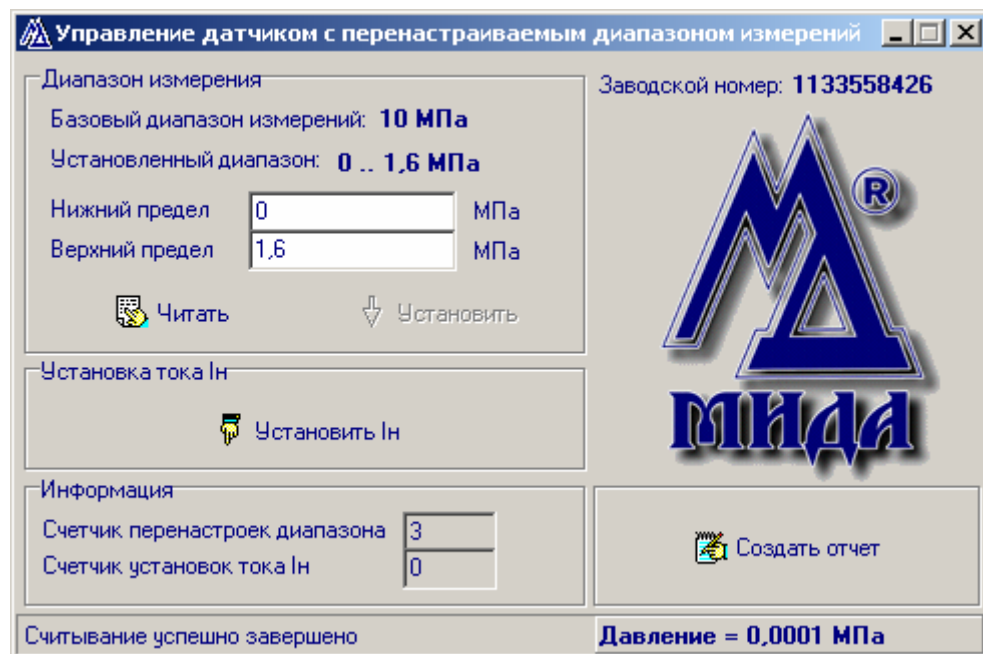 Управление датчиком с перенастраиваемым диапазоном измерений
Диапазон измерения
Базовый диапазон измерений: 10 МПа
Установленный диапазон: 0 .. 1,6 МПа
Нижний предел 0 МПа
Верхний предел 1,6 МПа
Читать Установить
Установка тока Iн
Установить Iн
Информация
Счетчик перенастроек диапазона 3
Счетчик установок тока Iн 0
Считывание успешно завершено
Заводской номер: 1133558426
®
МИДА
Создать отчет
Давление = 0,0001 МПа